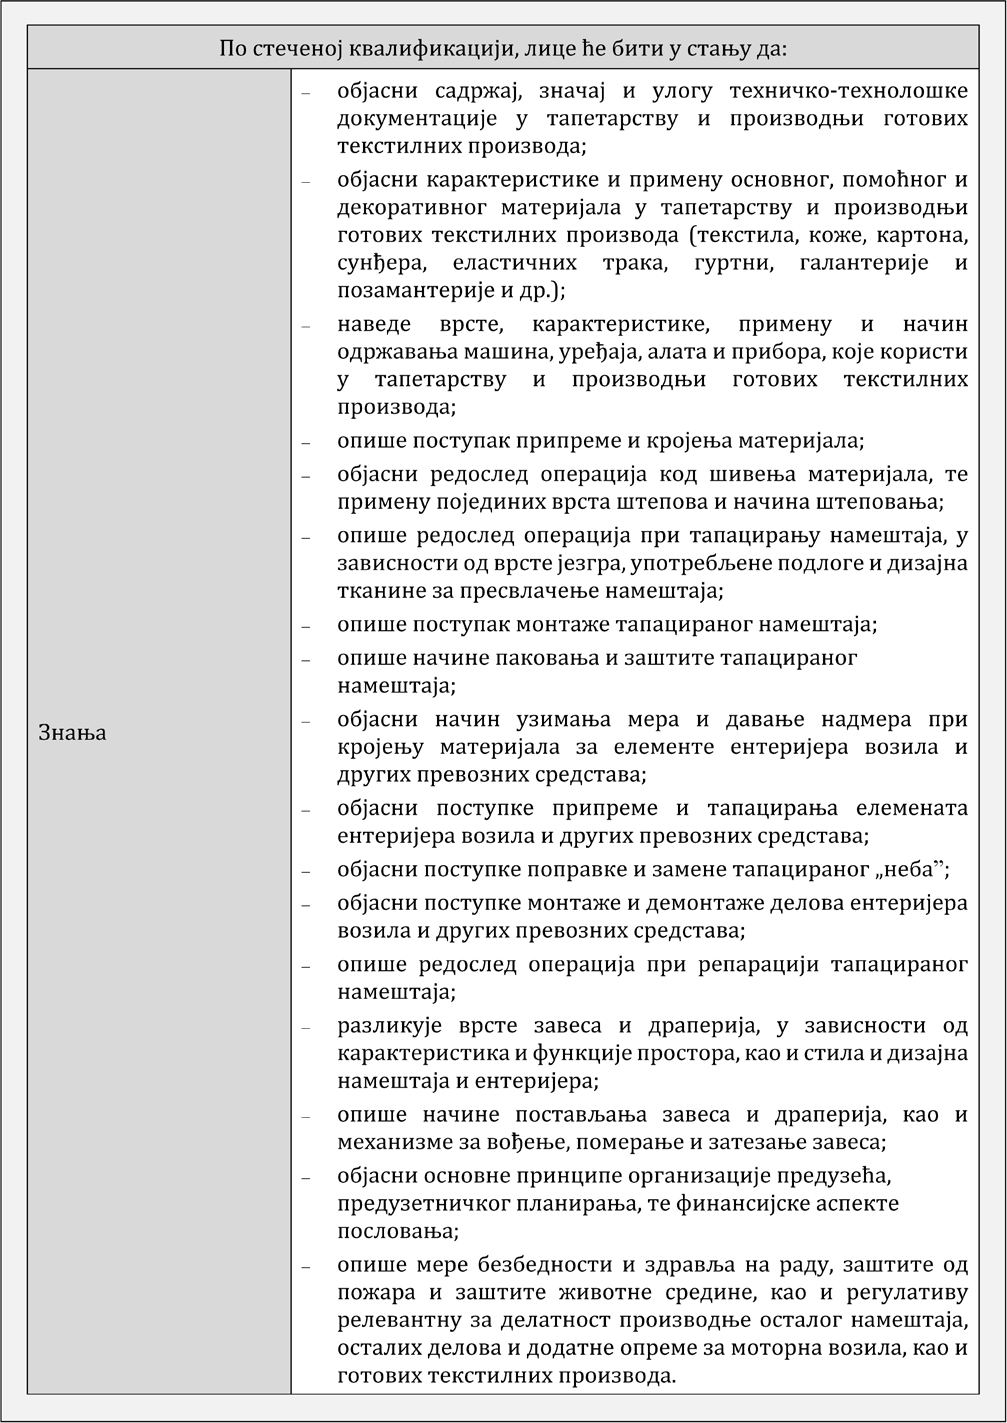 По стеченој квалификацији, лице ће бити у стању да:
Знања
– објасни садржај, значај и улогу техничко-технолошке
документације у тапетарству и производњи готових
текстилних производа;
– објасни карактеристике и примену основног, помоћног и
декоративног материјала у тапетарству и производњи
готових текстилних производа (текстила, коже, картона,
сунђера, еластичних трака, гуртни, галантерије и
позамантерије и др.);
– наведе врсте, карактеристике, примену и начин
одржавања машина, уређаја, алата и прибора, које користи
у тапетарству и производњи готових текстилних
производа;
– опише поступак припреме и кројења материјала;
– објасни редослед операција код шивења материјала, те
примену појединих врста штепова и начина штеповања;
– опише редослед операција при тапацирању намештаја, у
зависности од врсте језгра, употребљене подлоге и дизајна
тканине за пресвлачење намештаја;
– опише поступак монтаже тапацираног намештаја;
– опише начине паковања и заштите тапацираног
намештаја;
– објасни начин узимања мера и давање надмера при
кројењу материјала за елементе ентеријера возила и
других превозних средстава;
– објасни поступке припреме и тапацирања елемената
ентеријера возила и других превозних средстава;
– објасни поступке поправке и замене тапацираног „неба”;
– објасни поступке монтаже и демонтаже делова ентеријера
возила и других превозних средстава;
– опише редослед операција при репарацији тапацираног
намештаја;
– разликује врсте завеса и драперија, у зависности од
карактеристика и функције простора, као и стила и дизајна
намештаја и ентеријера;
– опише начине постављања завеса и драперија, као и
механизме за вођење, померање и затезање завеса;
– објасни основне принципе организације предузећа,
предузетничког планирања, те финансијске аспекте
пословања;
– опише мере безбедности и здравља на раду, заштите од
пожара и заштите животне средине, као и регулативу
релевантну за делатност производње осталог намештаја,
осталих делова и додатне опреме за моторна возила, као и
готових текстилних производа.